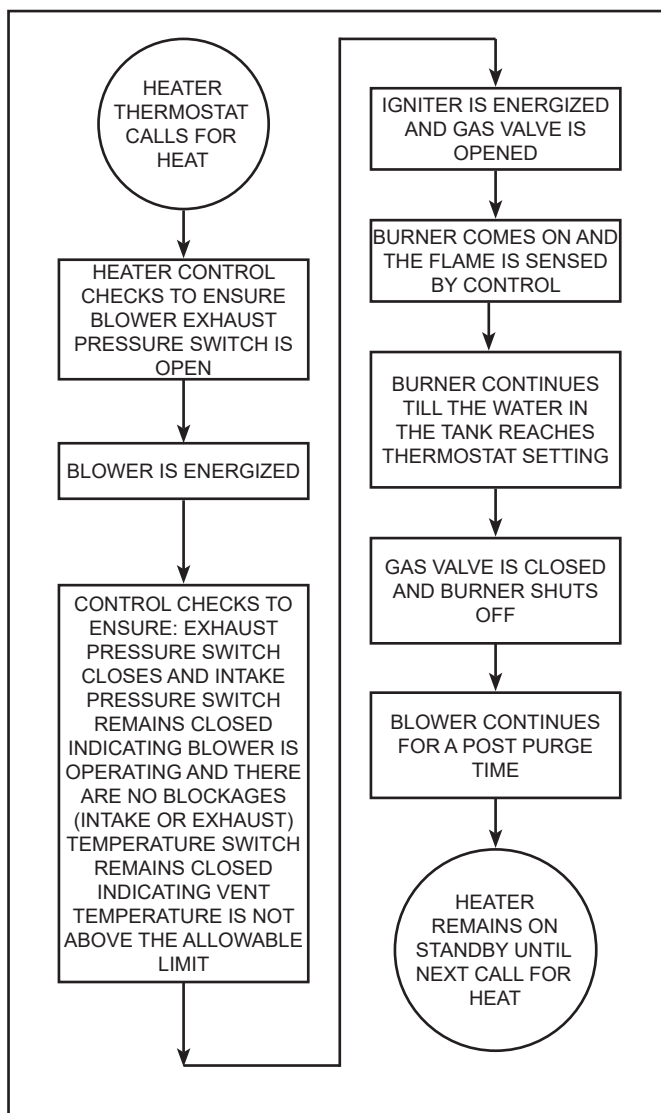 HEATER
THERMOSTAT
CALLS FOR
HEAT
HEATER CONTROL
CHECKS TO ENSURE
BLOWER EXHAUST
PRESSURE SWITCH IS
OPEN
BLOWER IS ENERGIZED
CONTROL CHECKS TO
ENSURE: EXHAUST
PRESSURE SWITCH
CLOSES AND INTAKE
PRESSURE SWITCH
REMAINS CLOSED
INDICATING BLOWER IS
OPERATING AND THERE
ARE NO BLOCKAGES
(INTAKE OR EXHAUST)
TEMPERATURE SWITCH
REMAINS CLOSED
INDICATING VENT
TEMPERATURE IS NOT
ABOVE THE ALLOWABLE
LIMIT
IGNITER IS ENERGIZED
AND GAS VALVE IS
OPENED
BURNER COMES ON AND
THE FLAME IS SENSED
BY CONTROL
BURNER CONTINUES
TILL THE WATER IN
THE TANK REACHES
THERMOSTAT SETTING
GAS VALVE IS CLOSED
AND BURNER SHUTS
OFF
BLOWER CONTINUES
FOR A POST PURGE
TIME
HEATER
REMAINS ON
STANDBY UNTIL
NEXT CALL FOR
HEAT